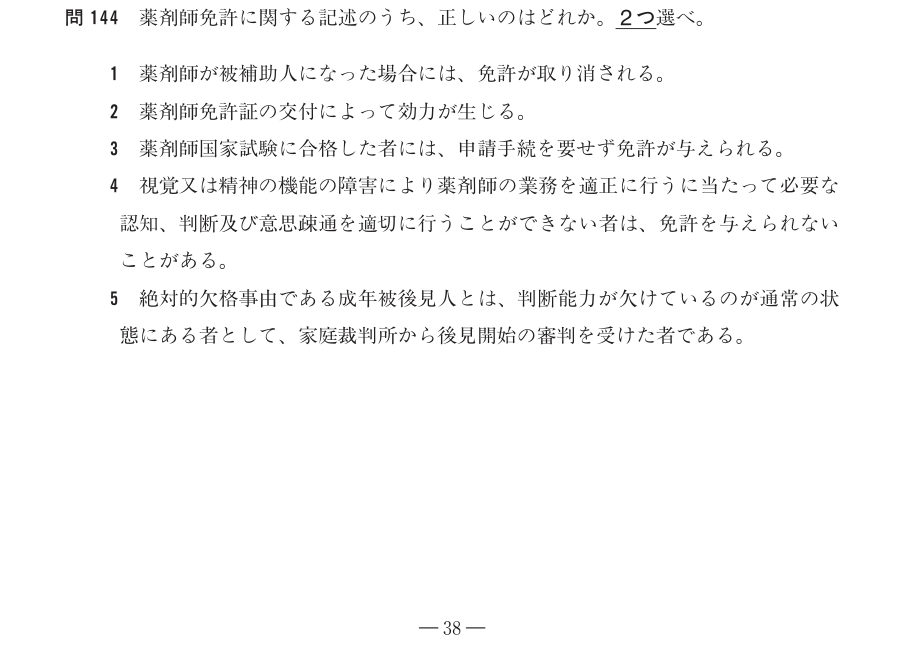 問 144　薬剤師免許に関する記述のうち、正しいのはどれか。２つ選べ。
1　薬剤師が被補助人になった場合には、免許が取り消される。
2　薬剤師免許証の交付によって効力が生じる。
3　薬剤師国家試験に合格した者には、申請手続を要せず免許が与えられる。
4　視覚又は精神の機能の障害により薬剤師の業務を適正に行うに当たって必要な
認知、判断及び意思疎通を適切に行うことができない者は、免許を与えられない
ことがある。
5　絶対的欠格事由である成年被後見人とは、判断能力が欠けているのが通常の状
態にある者として、家庭裁判所から後見開始の審判を受けた者である。
― 38 ―